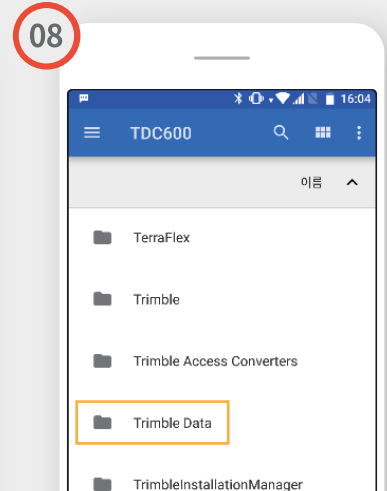 08
16:04
TDC600
이름
TerraFlex
Trimble
Trimble Access Converters
Trimble Data
TrimbleInstallationManager